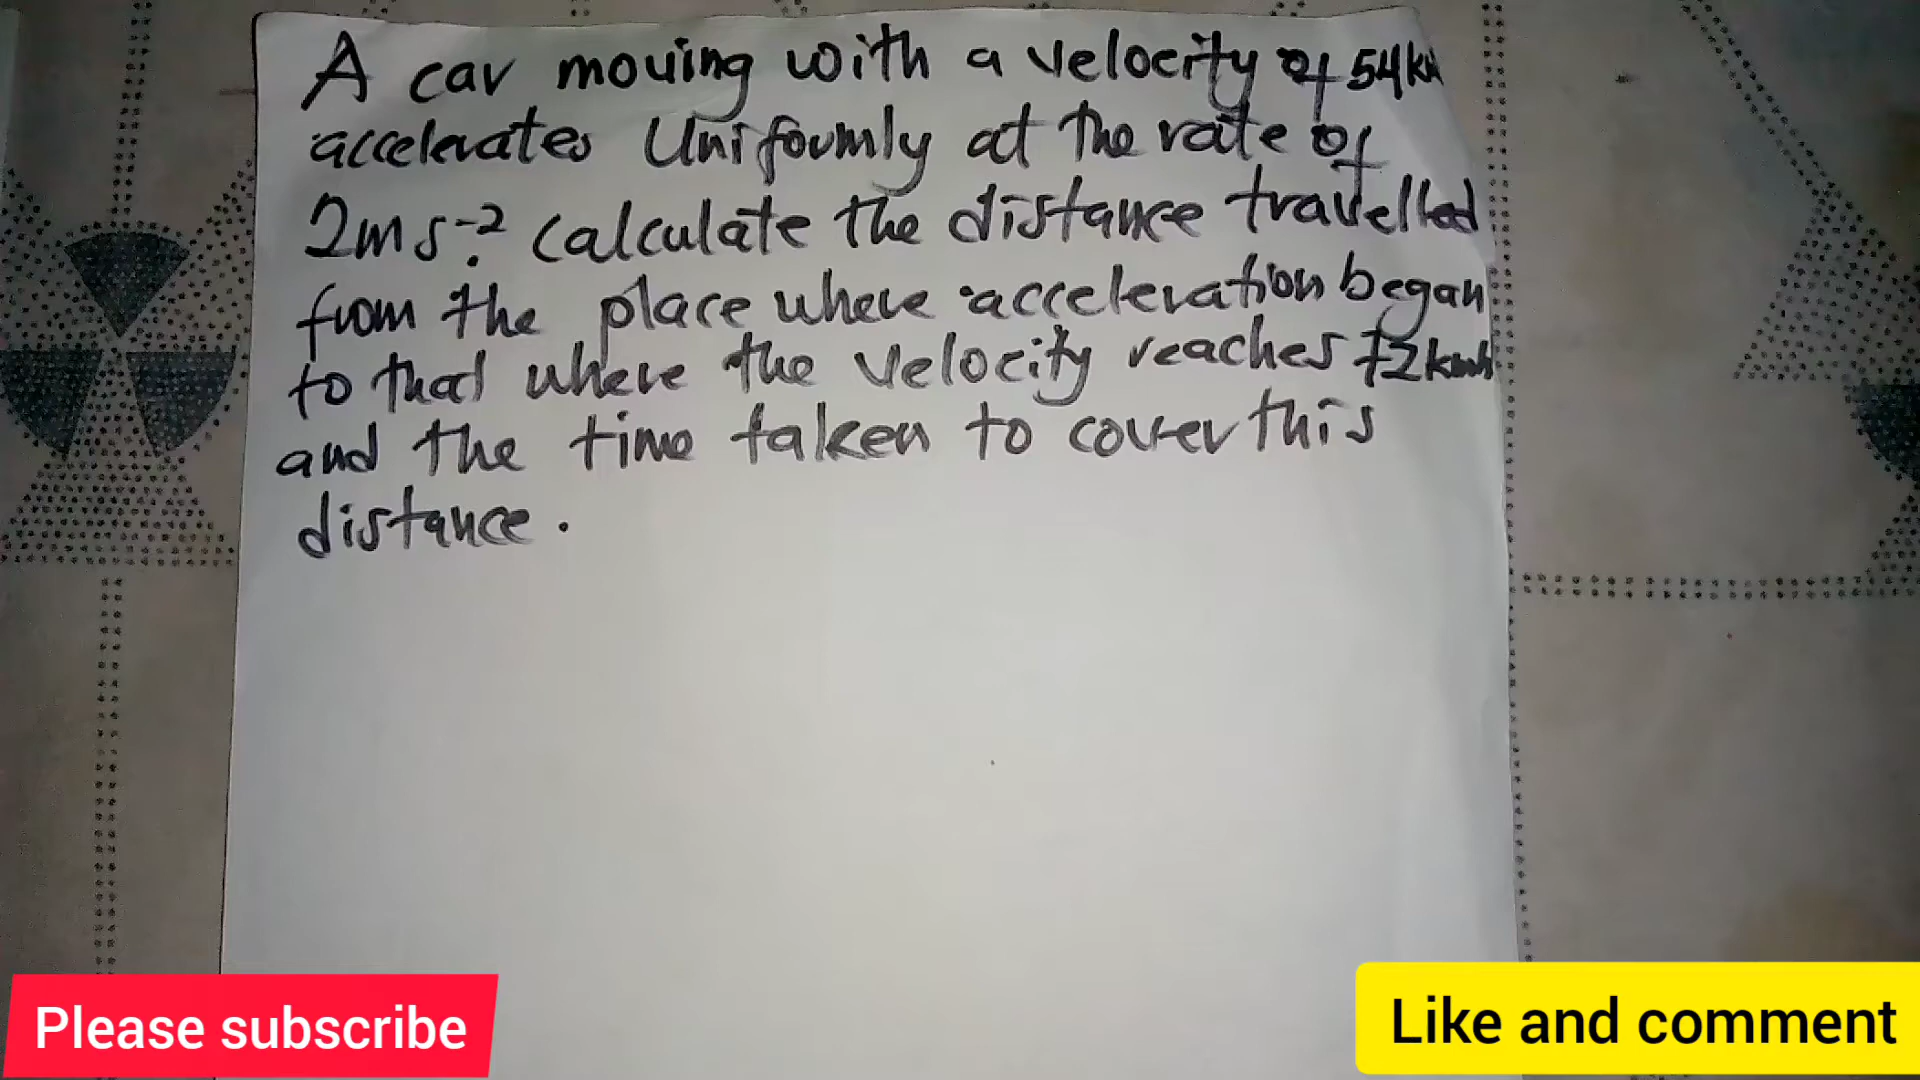 A car moving with a velocity of 54km
accelerates Uniformly at the rate of
2ms-2. calculate the distance travelled
from the place where acceleration began
to that where the velocity reaches 72kmh
and the time taken to cover this
distance.
Please subscribe
Like and comment